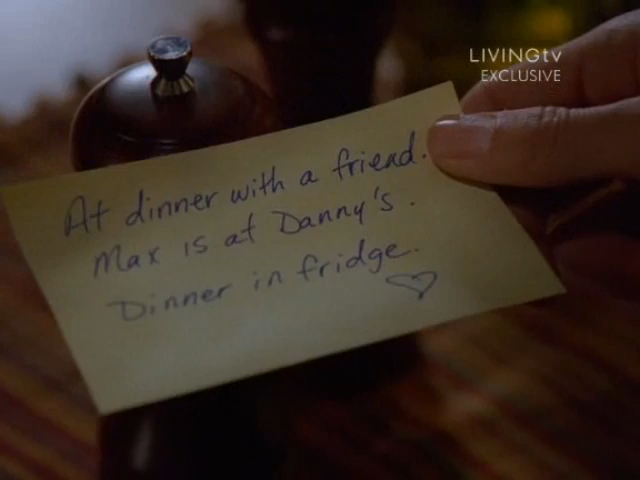 LIVINGtv
EXCLUSIVE
At dinner with a friend.
Max is at Danny's.
Dinner in fridge.